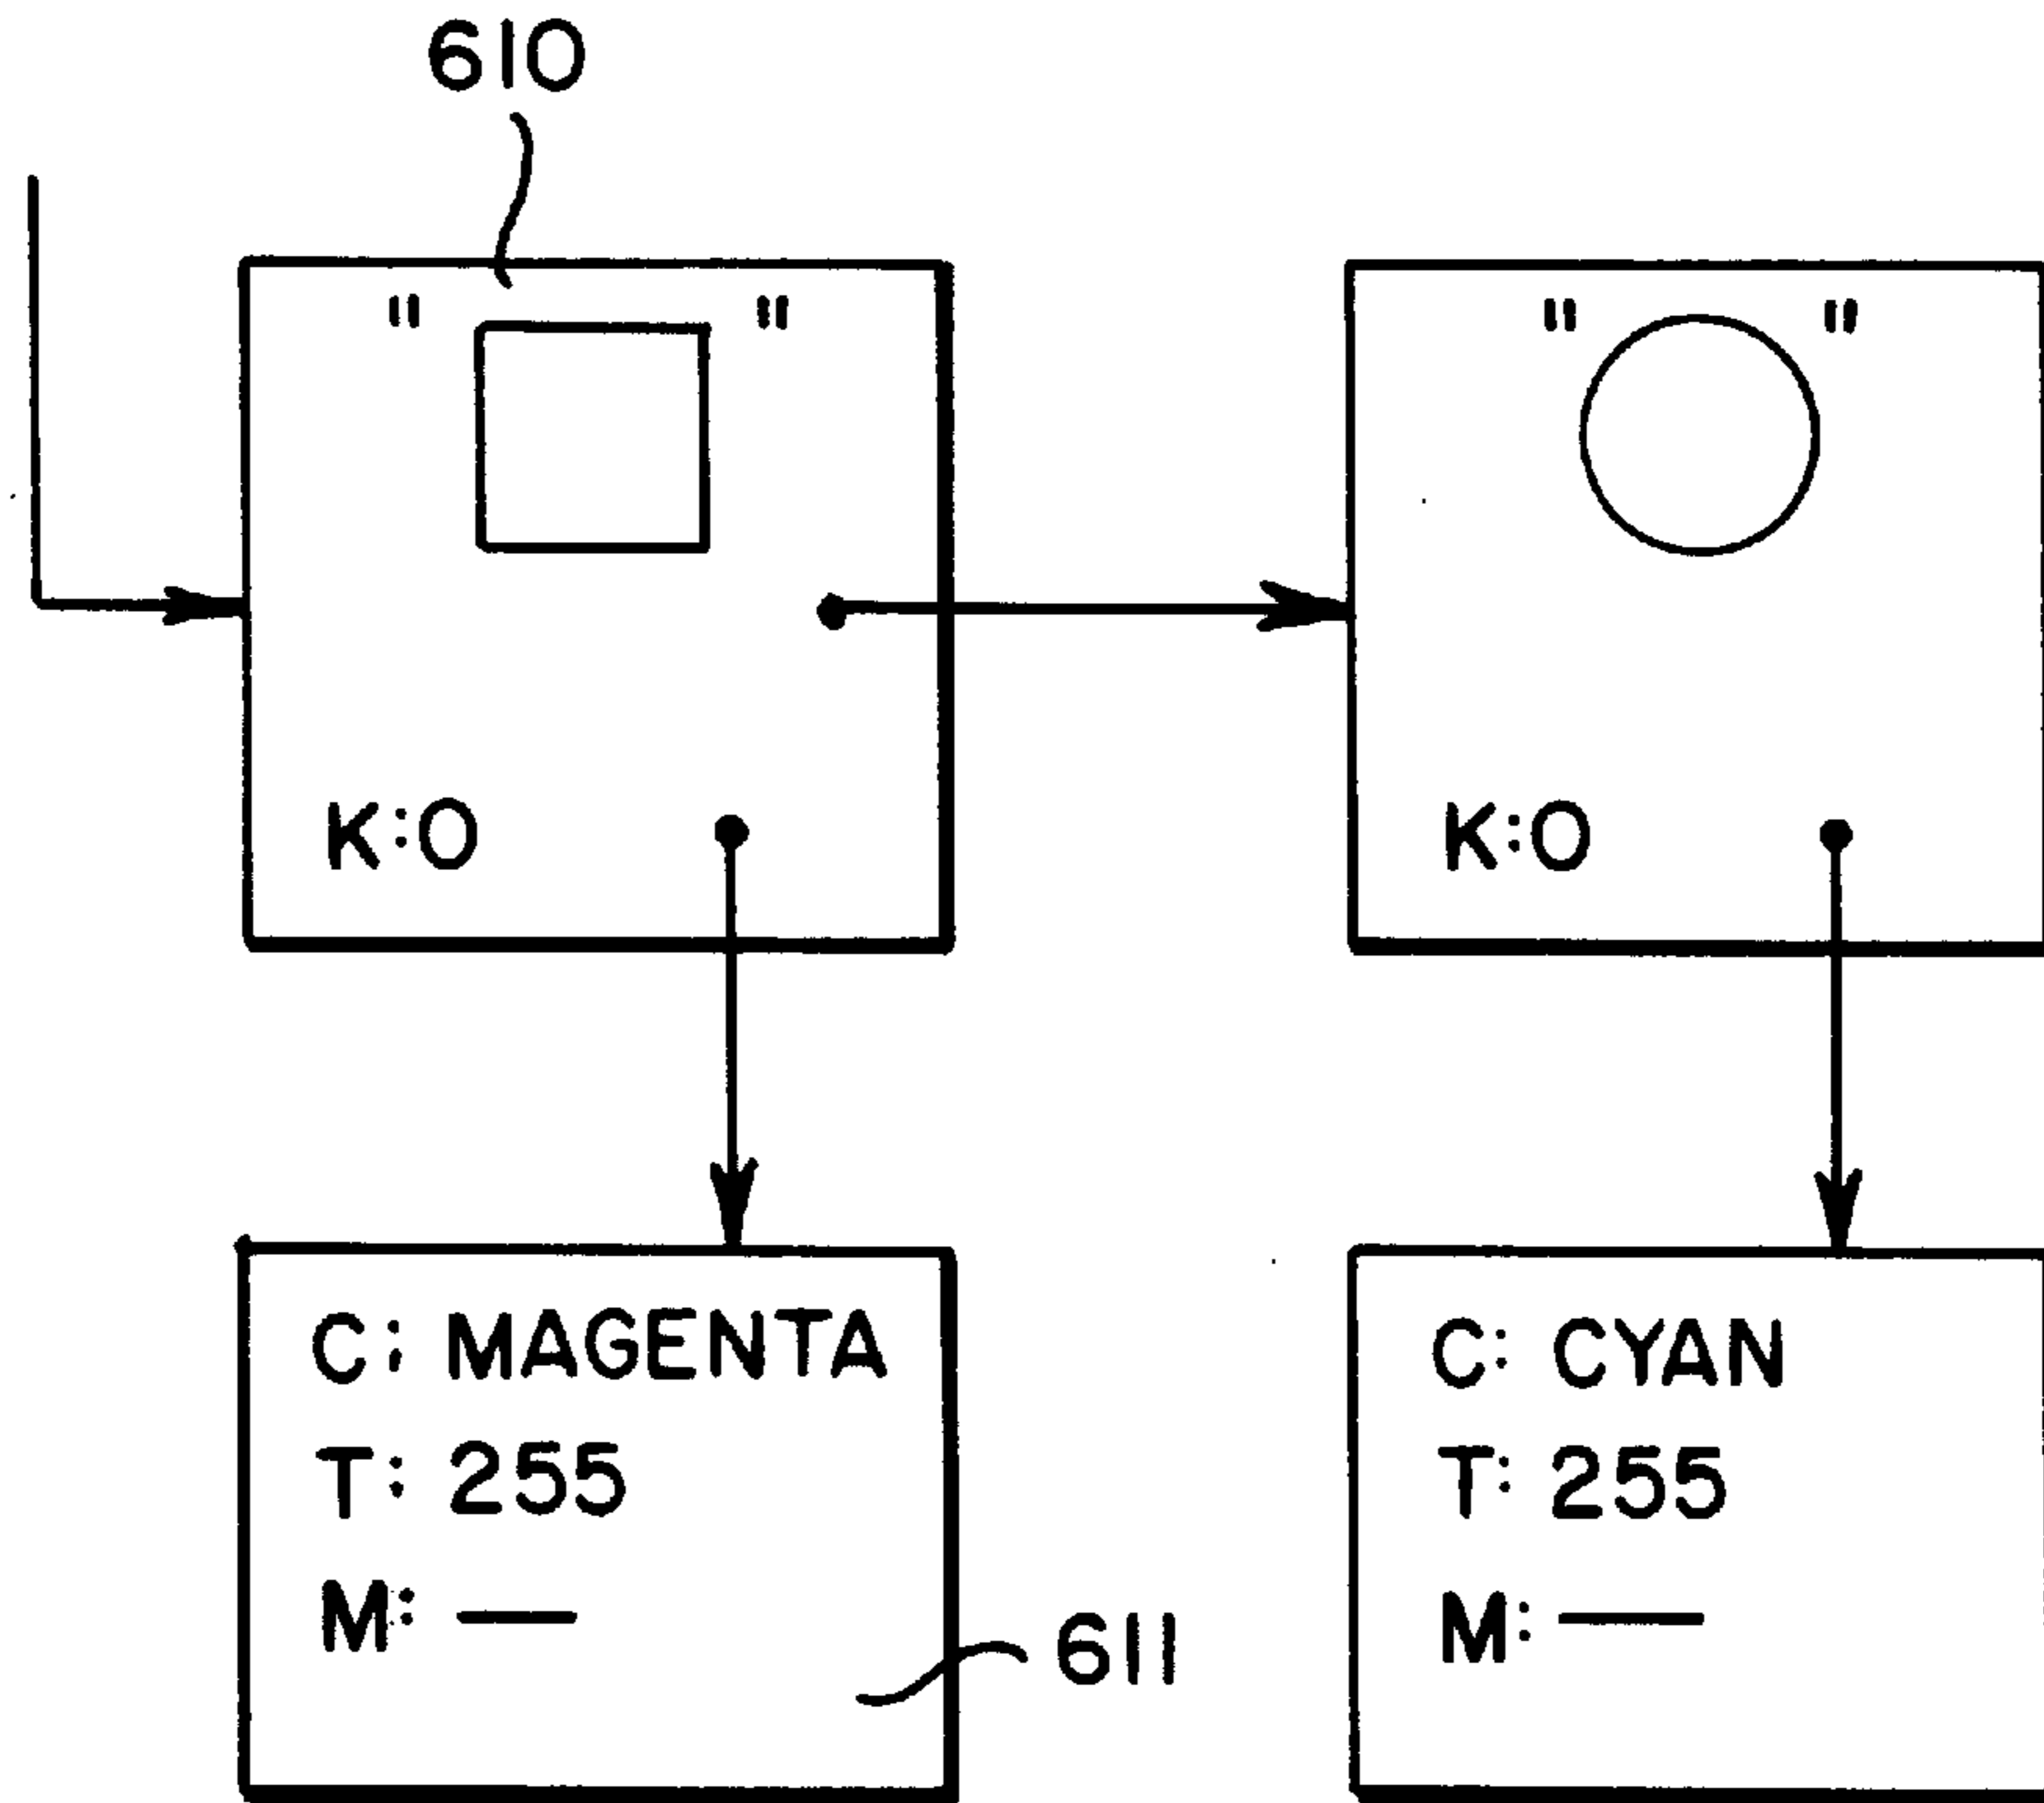 610
" "
" "
K:0
K:0
C: MAGENTA
T: 255
M: —
611
C: CYAN
T: 255
M: —